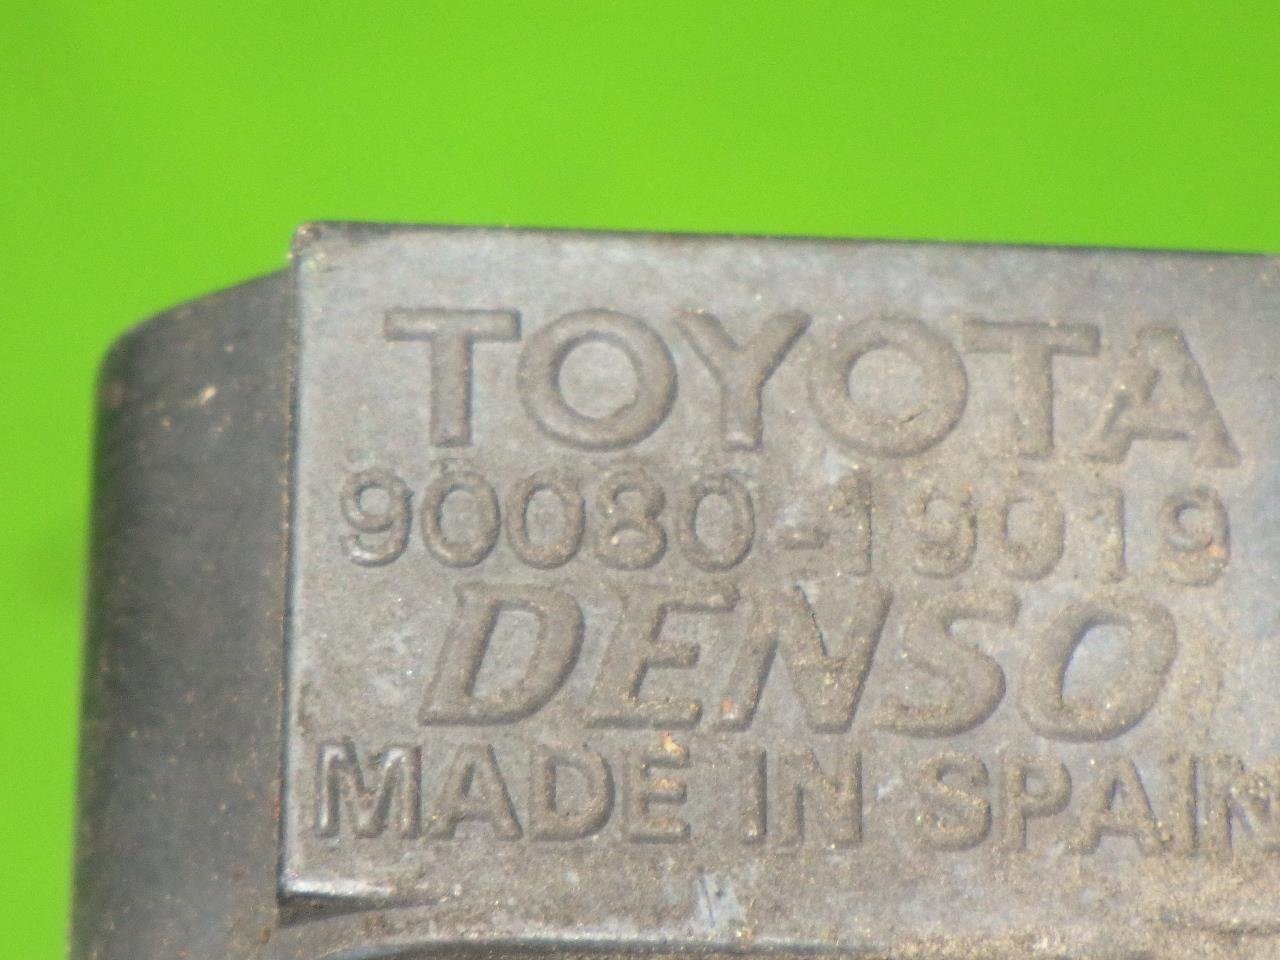 TOYOTA
90080-19019
DENSO
MADE IN SPAIN